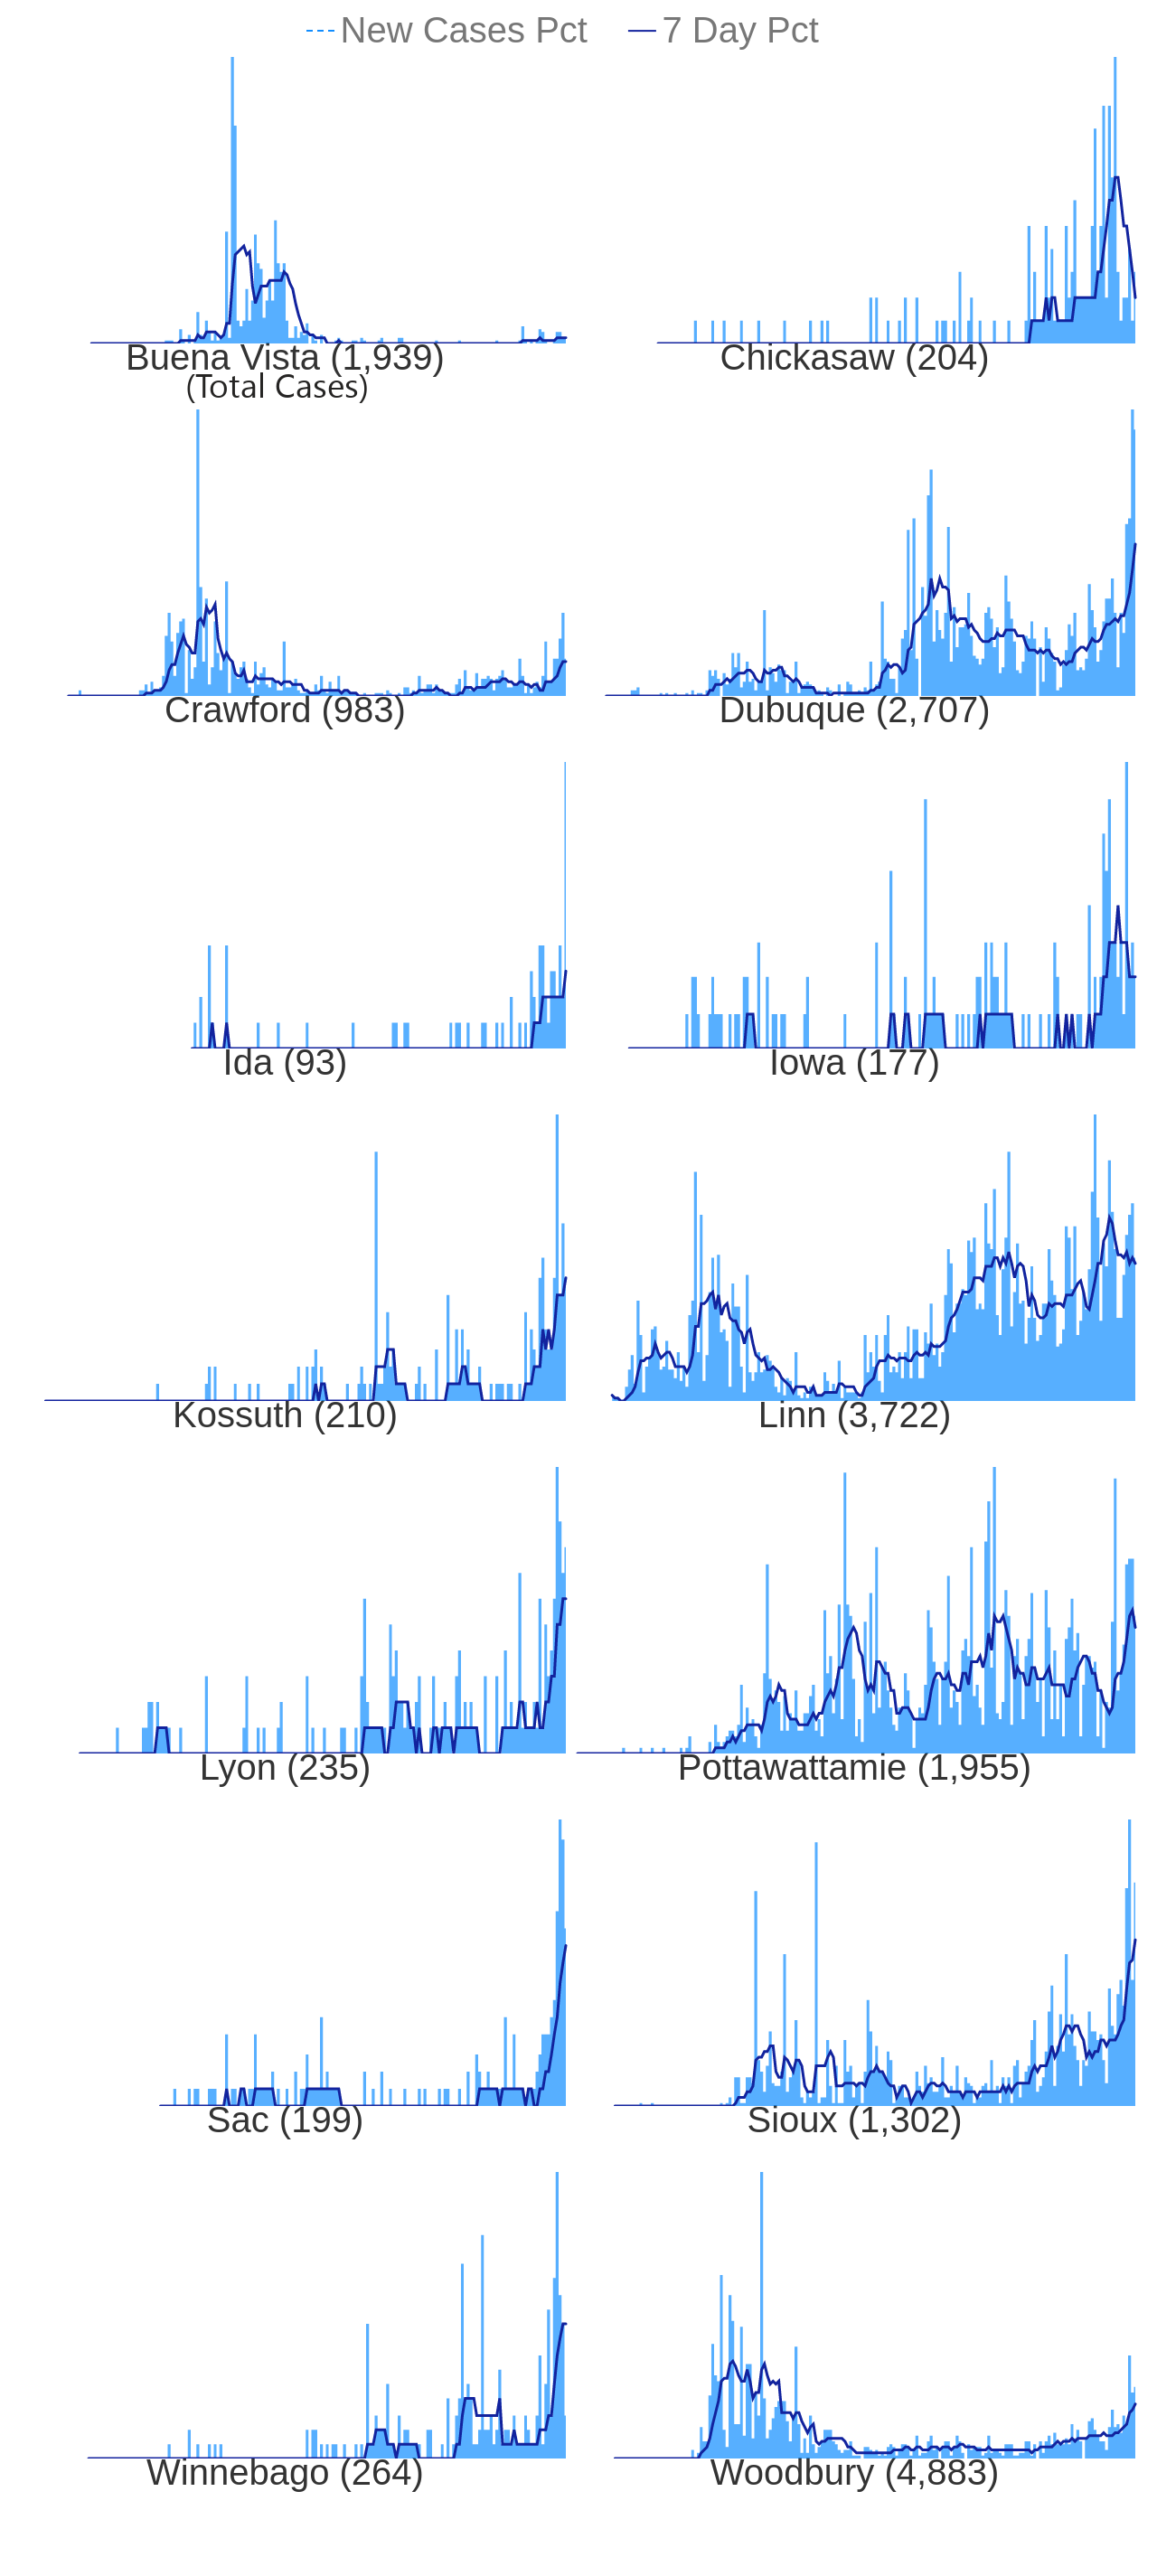 New Cases Pct 7 Day Pct
Buena Vista (1,939) Chickasaw (204)
(Total Cases)
Crawford (983) Dubuque (2,707)
Ida (93) Iowa (177)
Kossuth (210) Linn (3,722)
Lyon (235) Pottawattamie (1,955)
Sac (199) Sioux (1,302)
Winnebago (264) Woodbury (4,883)